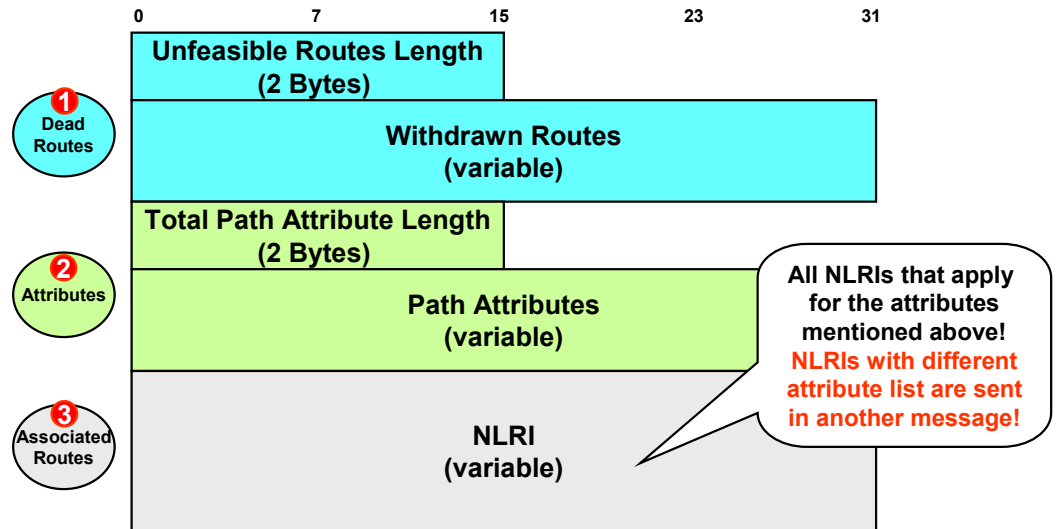 0 7 15 23 31
Unfeasible Routes Length
(2 Bytes)
1
Dead
Routes
Withdrawn Routes
(variable)
Total Path Attribute Length
(2 Bytes)
2
Attributes
Path Attributes
(variable)
All NLRIs that apply
for the attributes
mentioned above!
NLRIs with different
attribute list are sent
in another message!
3
Associated
Routes
NLRI
(variable)